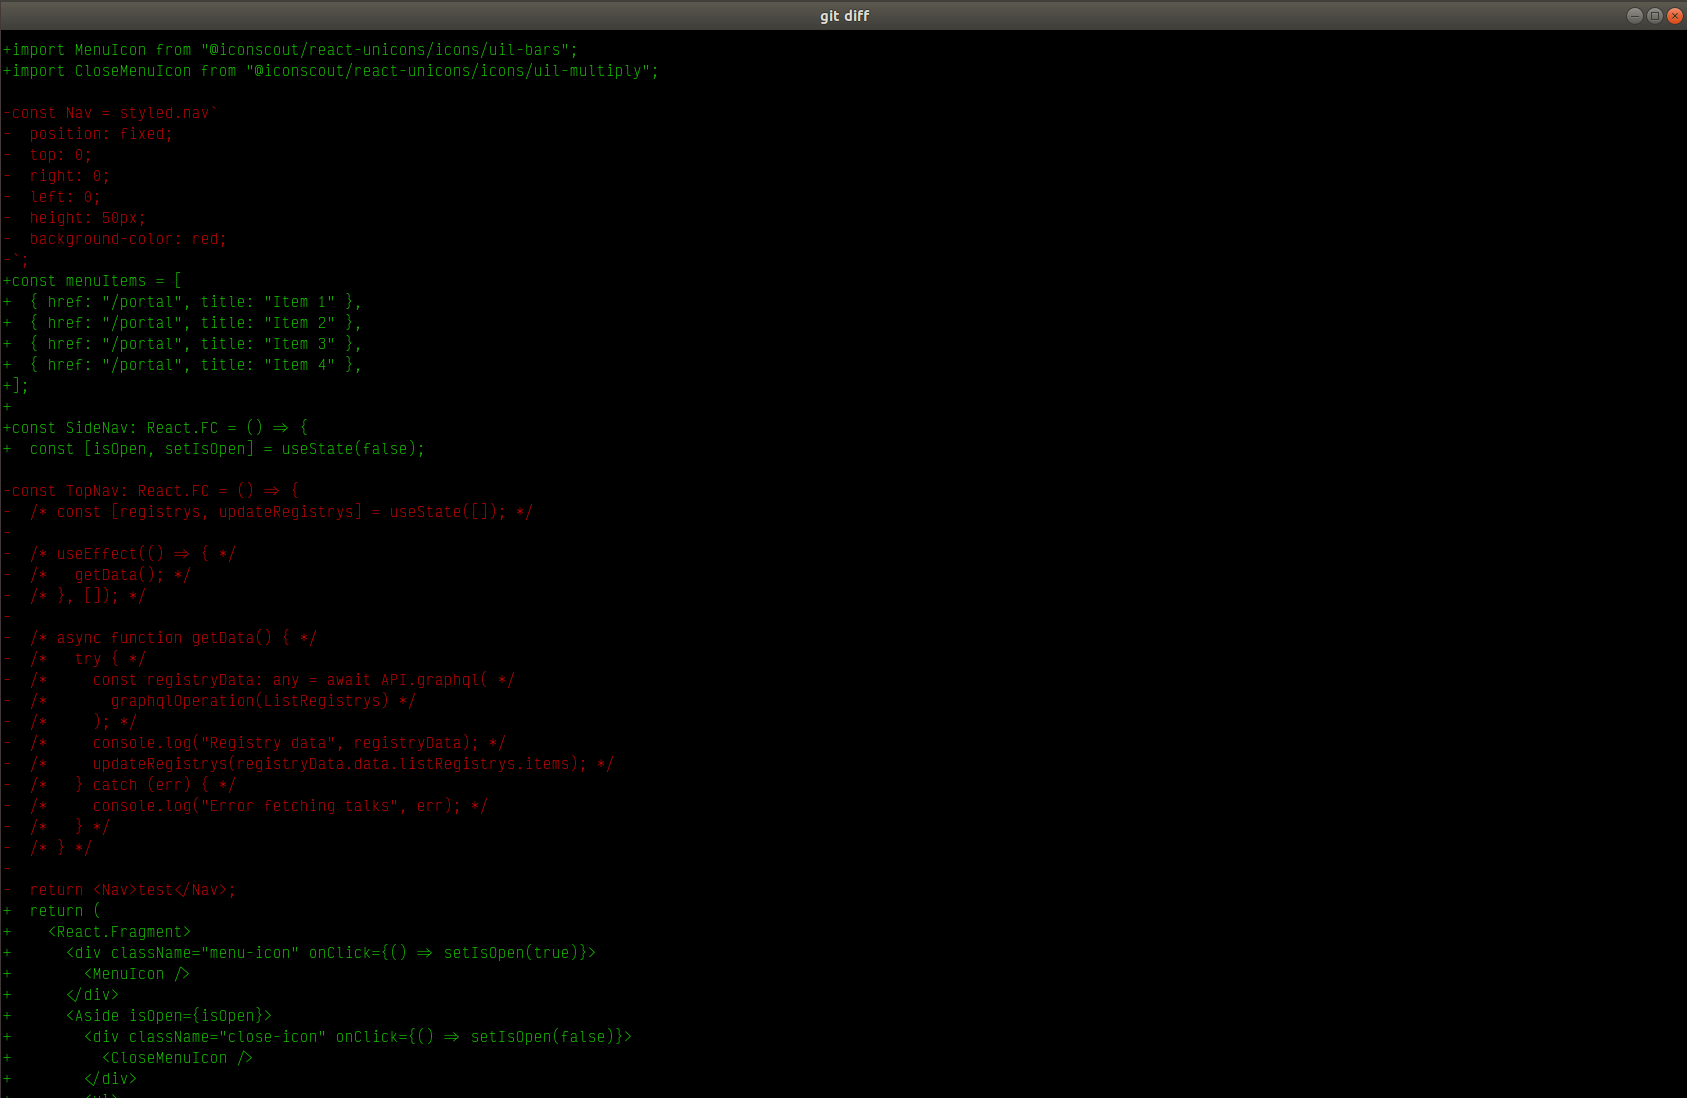 git diff
+import MenuIcon from "@iconscout/react-unicons/icons/uil-bars";
+import CloseMenuIcon from "@iconscout/react-unicons/icons/uil-multiply";

-const Nav = styled.nav`
-  position: fixed;
-  top: 0;
-  right: 0;
-  left: 0;
-  height: 50px;
-  background-color: red;
-`;
+const menuItems = [
+  { href: "/portal", title: "Item 1" },
+  { href: "/portal", title: "Item 2" },
+  { href: "/portal", title: "Item 3" },
+  { href: "/portal", title: "Item 4" },
+];
+
+const SideNav: React.FC = () => {
+  const [isOpen, setIsOpen] = useState(false);

-const TopNav: React.FC = () => {
-  /* const [registrys, updateRegistrys] = useState([]); */
-
-  /* useEffect(() => { */
-  /*   getData(); */
-  /* }, []); */
-
-  /* async function getData() { */
-  /*   try { */
-  /*     const registryData: any = await API.graphql( */
-  /*       graphqlOperation(ListRegistrys) */
-  /*     ); */
-  /*     console.log("Registry data", registryData); */
-  /*     updateRegistrys(registryData.data.listRegistrys.items); */
-  /*   } catch (err) { */
-  /*     console.log("Error fetching talks", err); */
-  /*   } */
-  /* } */
-
-  return <Nav>test</Nav>;
+  return (
+    <React.Fragment>
+      <div className="menu-icon" onClick={() => setIsOpen(true)}>
+        <MenuIcon />
+      </div>
+      <Aside isOpen={isOpen}>
+        <div className="close-icon" onClick={() => setIsOpen(false)}>
+          <CloseMenuIcon />
+        </div>
+        <ul>